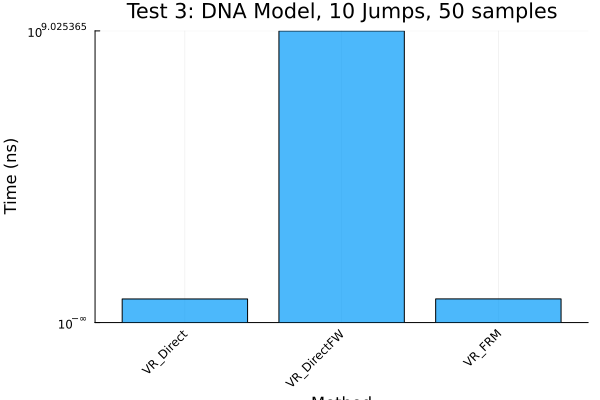 Test 3: DNA Model, 10 Jumps, 50 samples
10^9.025365
Time (ns)
10^−∞
VR_Direct
VR_DirectFW
VR_FRM
Method